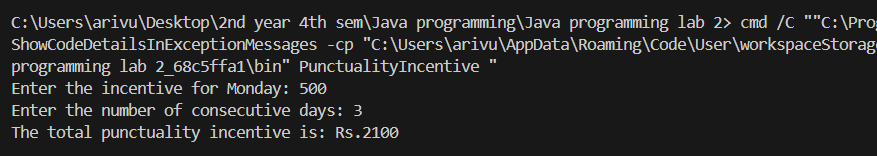 C:\Users\arivu\Desktop\2nd year 4th sem\Java programming\Java programming lab 2> cmd /C ""C:\Pro
ShowCodeDetailsInExceptionMessages -cp "C:\Users\arivu\AppData\Roaming\Code\User\workspaceStorag
programming lab 2_68c5ffa1\bin" PunctualityIncentive "
Enter the incentive for Monday: 500
Enter the number of consecutive days: 3
The total punctuality incentive is: Rs.2100